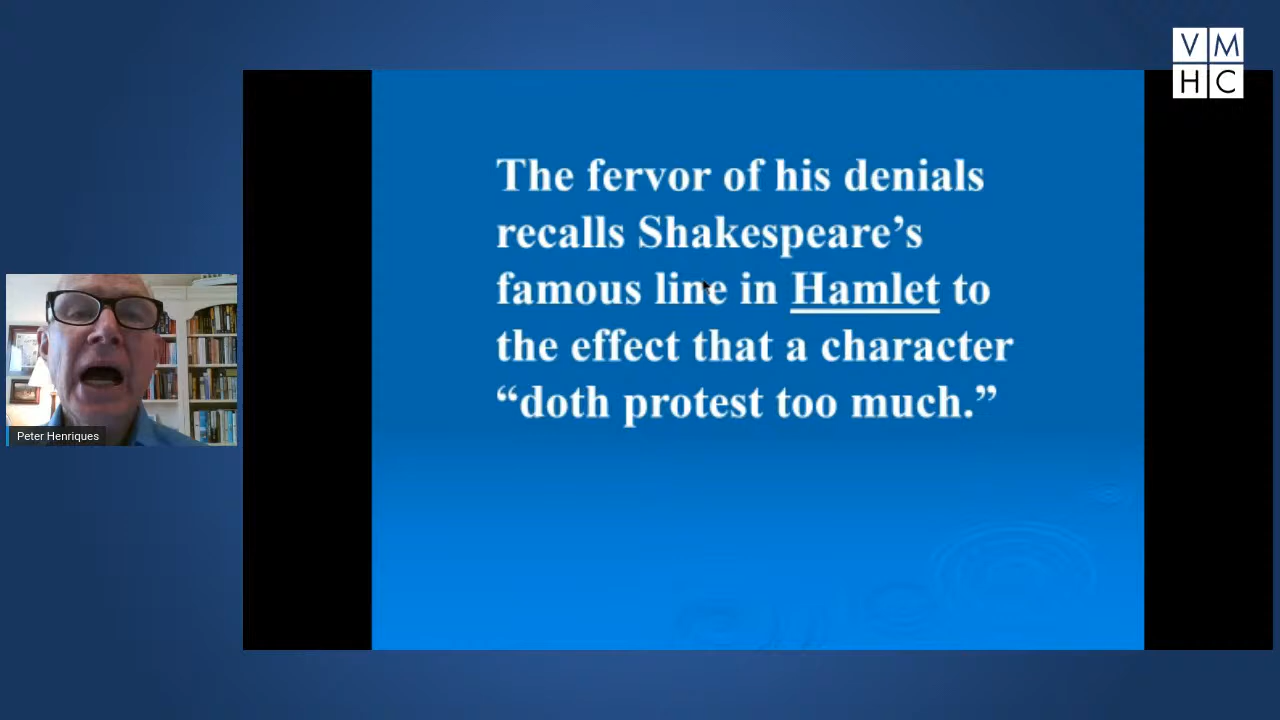 VM
HC
The fervor of his denials
recalls Shakespeare’s
famous line in Hamlet to
the effect that a character
“doth protest too much.”
Peter Henriques